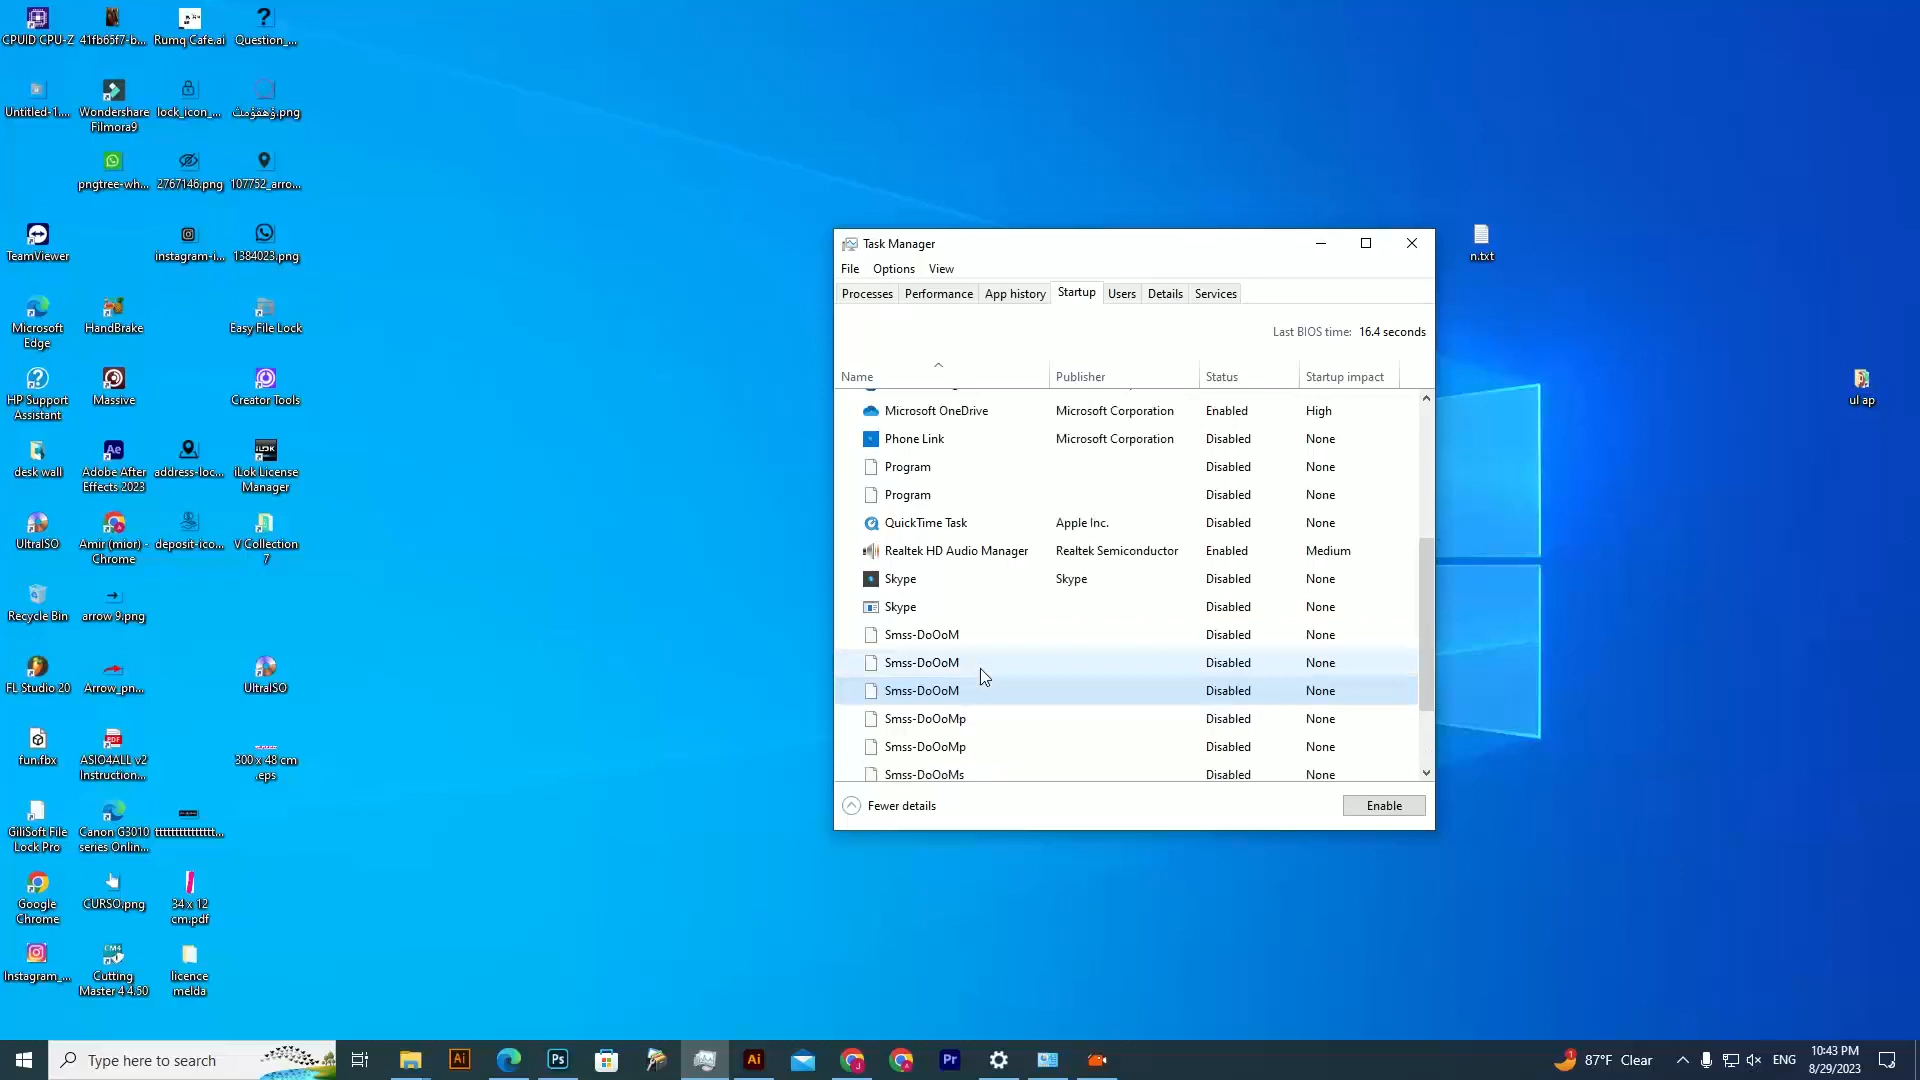 CPUID CPU-Z
41fb65f7-b...
Rumq Cafe.ai
Question_...
Untitled-1....
Wondershare
Filmora9
lock_icon_...
pngtree-wh...
2767146.png
107752_arro...
TeamViewer
instagram-i...
1384023.png
Microsoft
Edge
HandBrake
Easy File Lock
HP Support
Assistant
Massive
Creator Tools
desk wall
Adobe After
Effects 2023
address-loc...
iLok License
Manager
UltraISO
Amir (mior) -
Chrome
deposit-ico...
V Collection
7
Recycle Bin
arrow 9.png
FL Studio 20
Arrow_pn...
UltraISO
fun.fbx
ASIO4ALL v2
Instruction...
300 x 48 cm
.eps
GiliSoft File
Lock Pro
Canon G3010
series Onlin...
tttttttttttttttt...
Google
Chrome
CURSO.png
34 x 12
cm.pdf
Instagram_...
Cutting
Master 4 4.50
licence
melda
n.txt
ul ap
Task Manager
File Options View
Processes Performance App history Startup Users Details Services
Last BIOS time: 16.4 seconds
Name Publisher Status Startup impact
Microsoft OneDrive Microsoft Corporation Enabled High
Phone Link Microsoft Corporation Disabled None
Program Disabled None
Program Disabled None
QuickTime Task Apple Inc. Disabled None
Realtek HD Audio Manager Realtek Semiconductor Enabled Medium
Skype Skype Disabled None
Skype Disabled None
Smss-DoOoM Disabled None
Smss-DoOoM Disabled None
Smss-DoOoM Disabled None
Smss-DoOoMp Disabled None
Smss-DoOoMp Disabled None
Smss-DoOoMs Disabled None
Fewer details Enable
Type here to search
87°F Clear
ENG
10:43 PM
8/29/2023